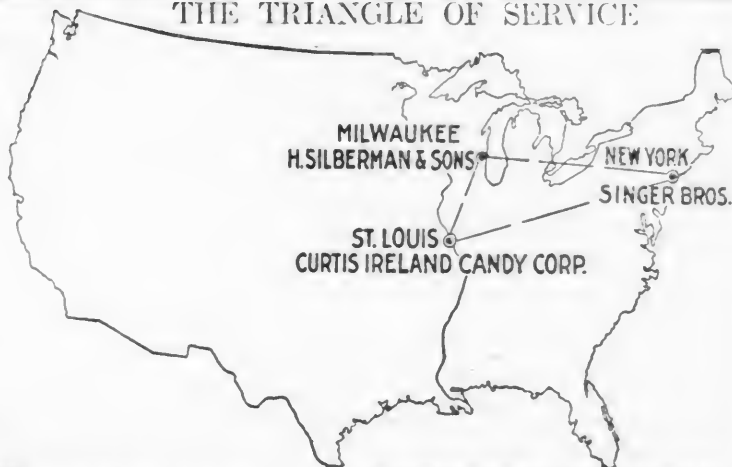 THE TRIANGLE OF SERVICE
MILWAUKEE
H.SILBERMAN & SONS
NEW YORK
SINGER BROS.
ST. LOUIS
CURTIS IRELAND CANDY CORP.